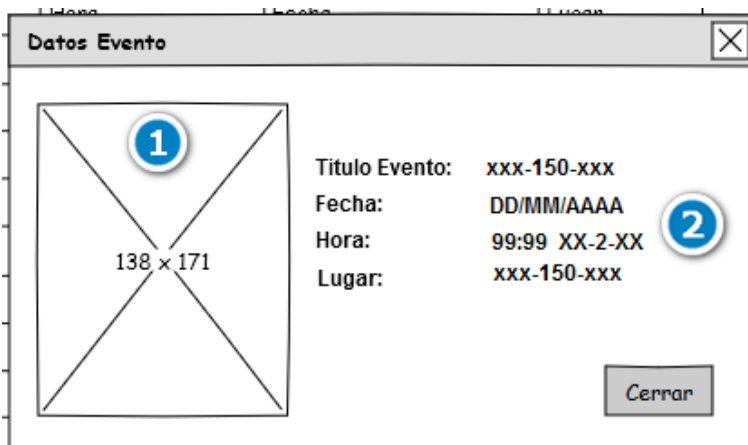 Datos Evento
1
138 x 171
Titulo Evento: xxx-150-xxx
Fecha: DD/MM/AAAA
Hora: 99:99 XX-2-XX
2
Lugar: xxx-150-xxx
Cerrar